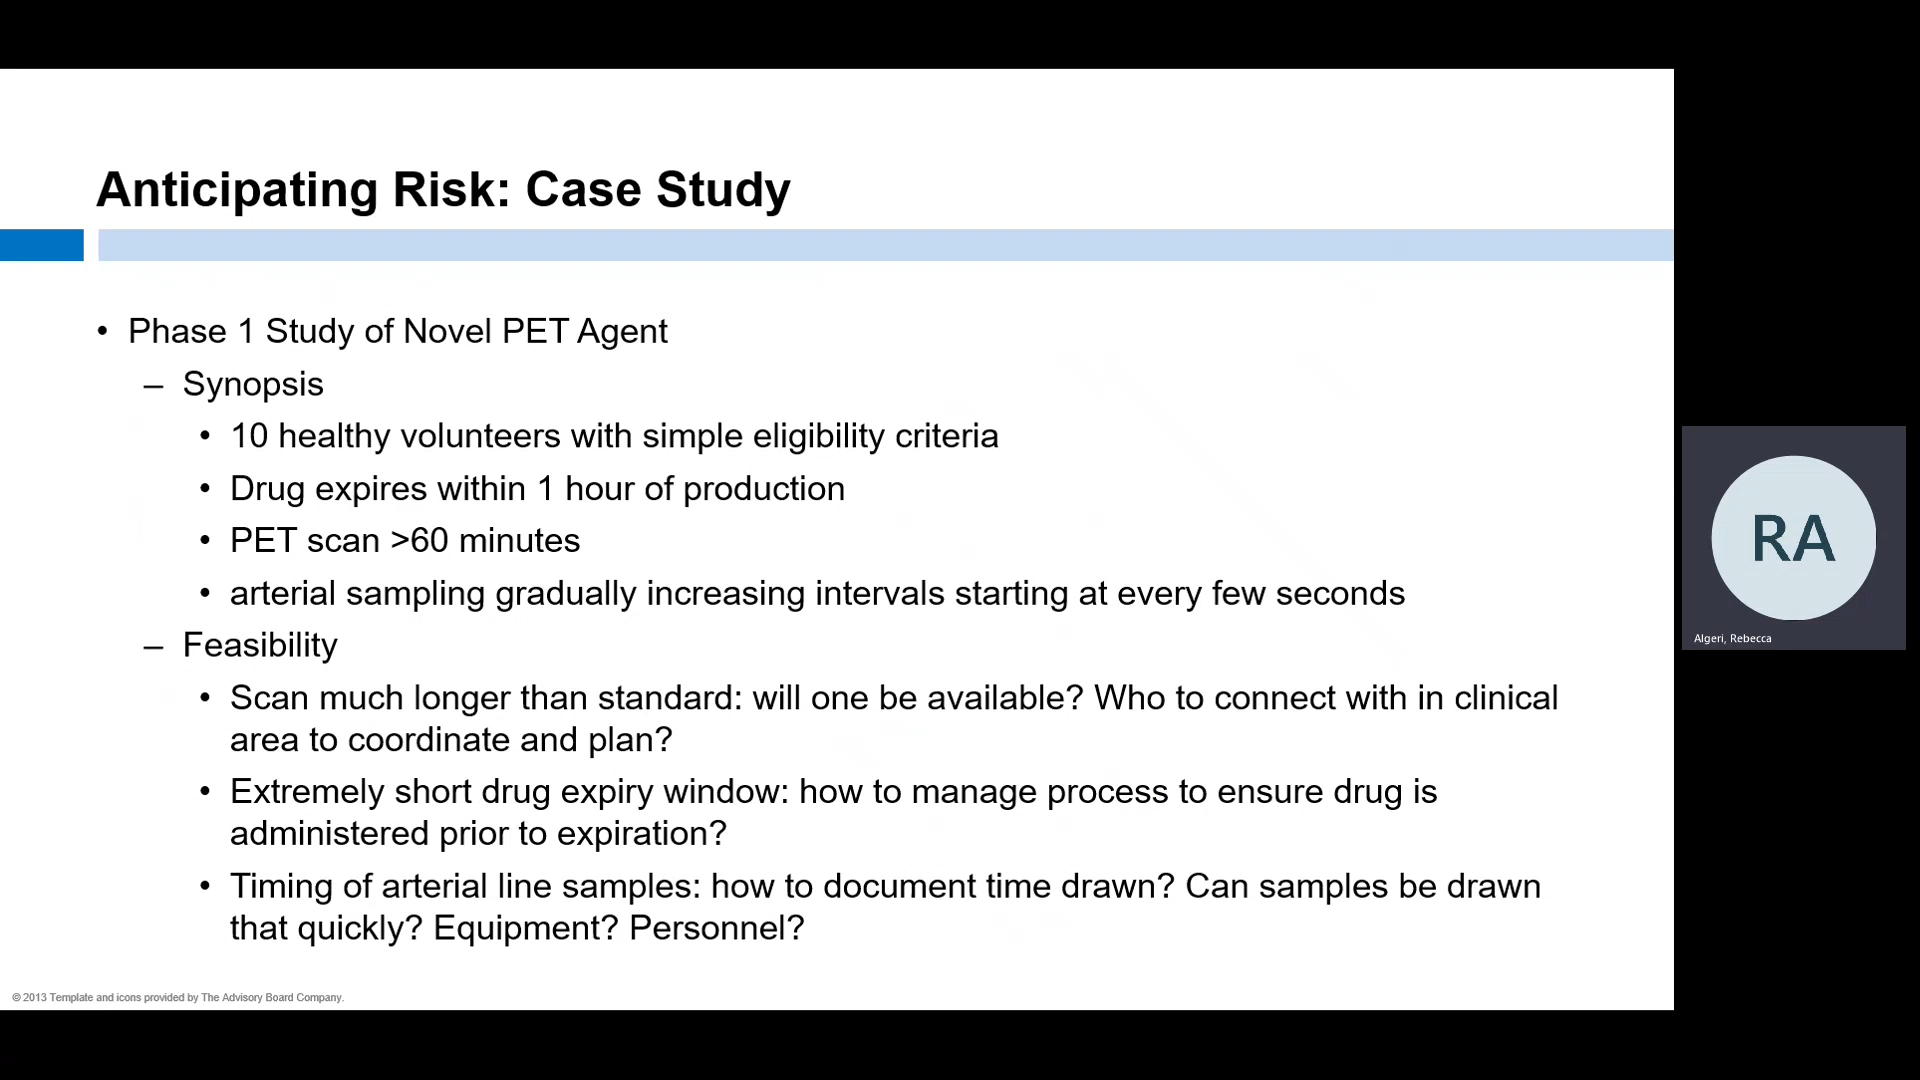 Anticipating Risk: Case Study
• Phase 1 Study of Novel PET Agent
– Synopsis
• 10 healthy volunteers with simple eligibility criteria
• Drug expires within 1 hour of production
• PET scan >60 minutes
• arterial sampling gradually increasing intervals starting at every few seconds
– Feasibility
• Scan much longer than standard: will one be available? Who to connect with in clinical
area to coordinate and plan?
• Extremely short drug expiry window: how to manage process to ensure drug is
administered prior to expiration?
• Timing of arterial line samples: how to document time drawn? Can samples be drawn
that quickly? Equipment? Personnel?
© 2013 Template and icons provided by The Advisory Board Company.
RA
Algeri, Rebecca